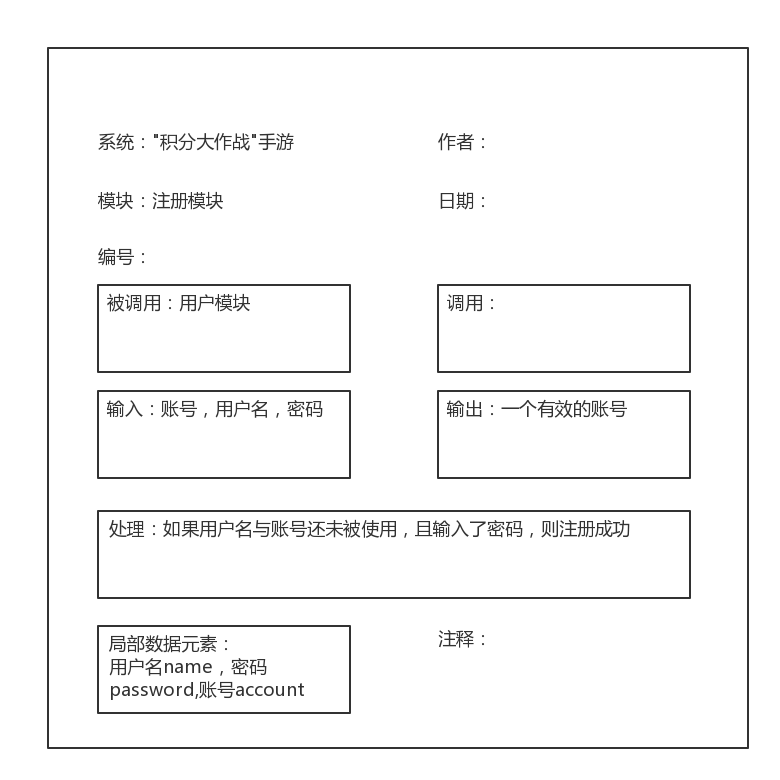 系统："积分大作战"手游
作者：
模块：注册模块
日期：
编号：
被调用：用户模块
调用：
输入：账号，用户名，密码
输出：一个有效的账号
处理：如果用户名与账号还未被使用，且输入了密码，则注册成功
局部数据元素：
用户名name，密码
password,账号account
注释：